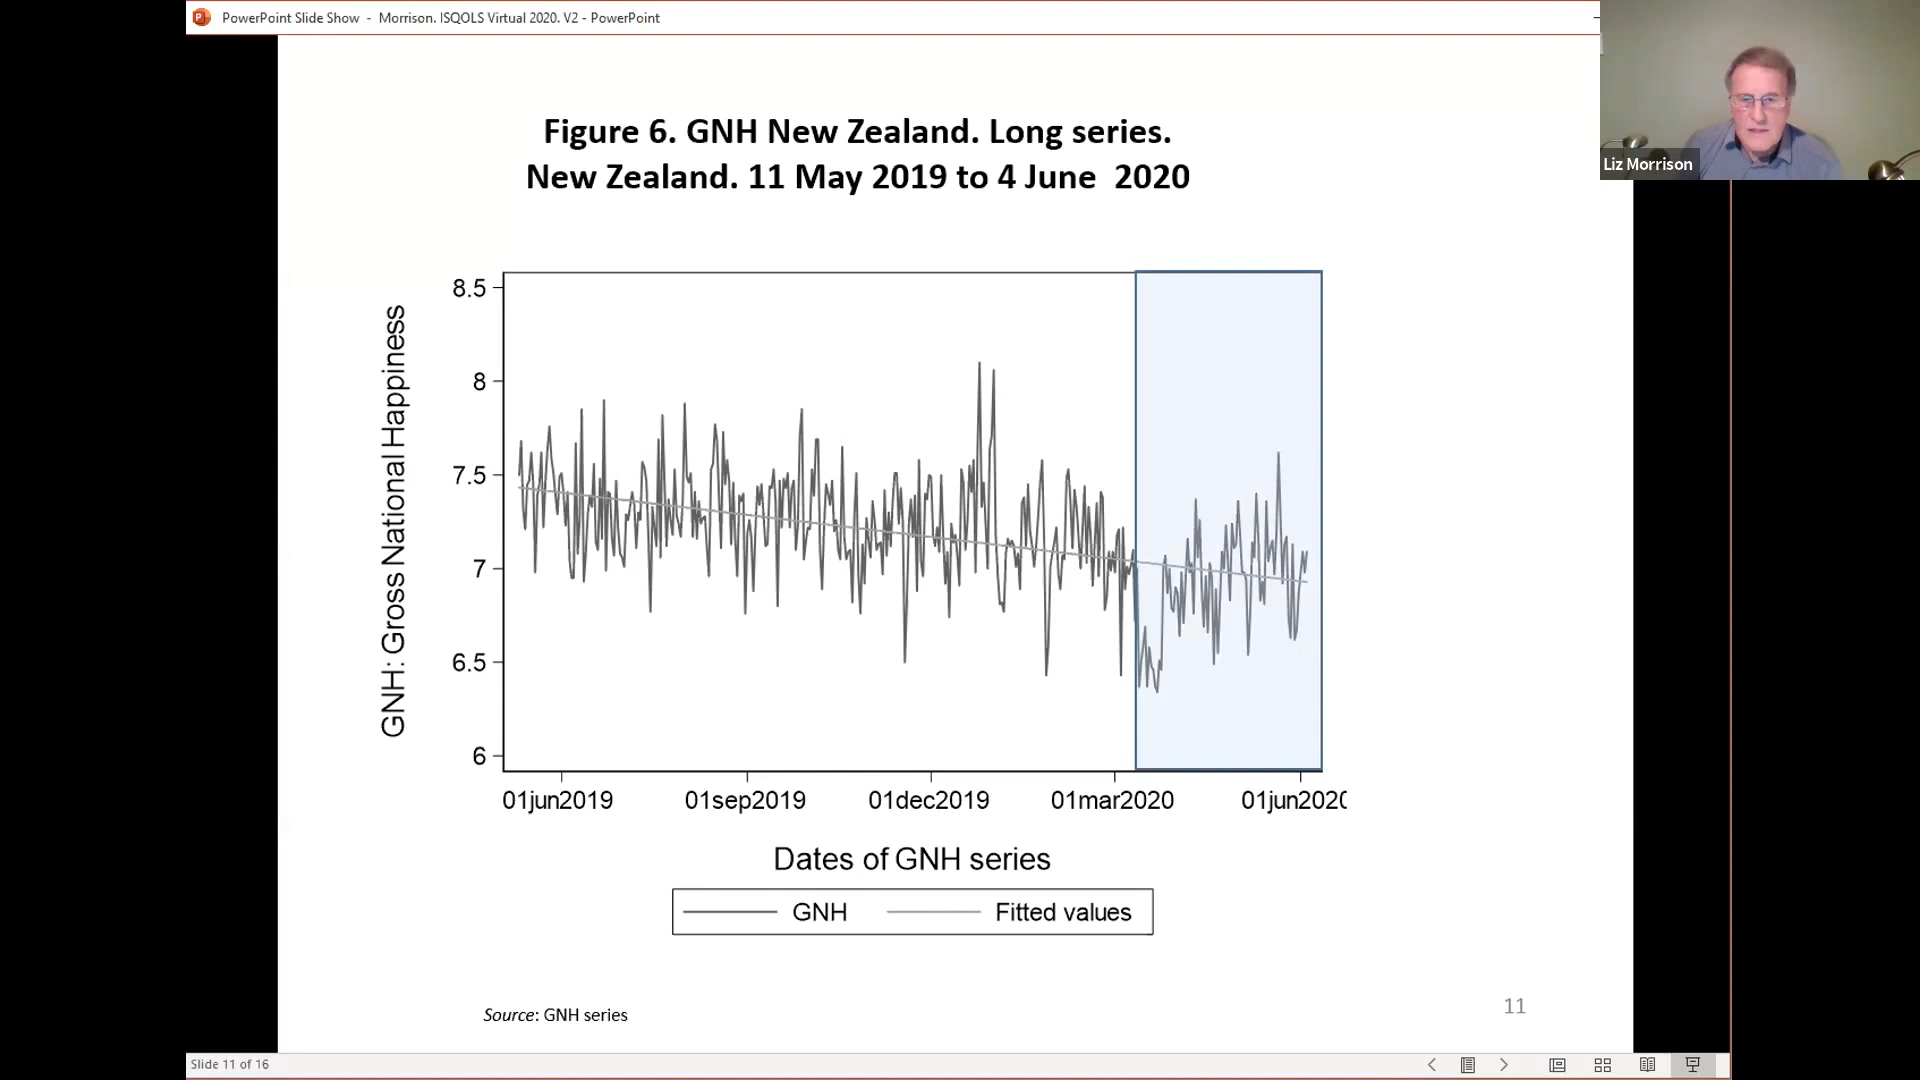 PowerPoint Slide Show - Morrison. ISQOLS Virtual 2020. V2 - PowerPoint
Liz Morrison
Figure 6. GNH New Zealand. Long series.
New Zealand. 11 May 2019 to 4 June 2020
GNH: Gross National Happiness
8.5
8
7.5
7
6.5
6
01jun2019 01sep2019 01dec2019 01mar2020 01jun2020
Dates of GNH series
GNH Fitted values
Source: GNH series
11
Slide 11 of 16